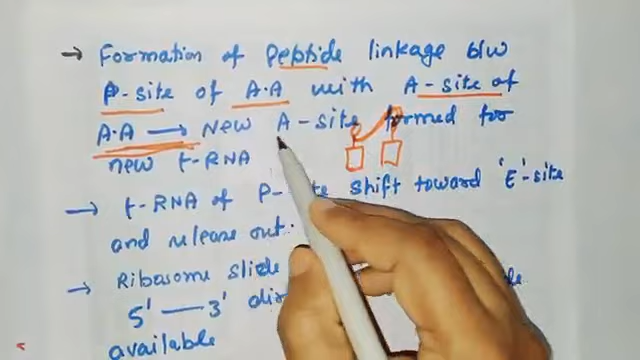 → Formation of peptide linkage b/w
P-site of A.A with A-site of
A.A → New A-site formed for
new t-RNA
→ t-RNA of P-site shift toward 'E'-site
and release out.
→ Ribosome slide
5' — 3'
available